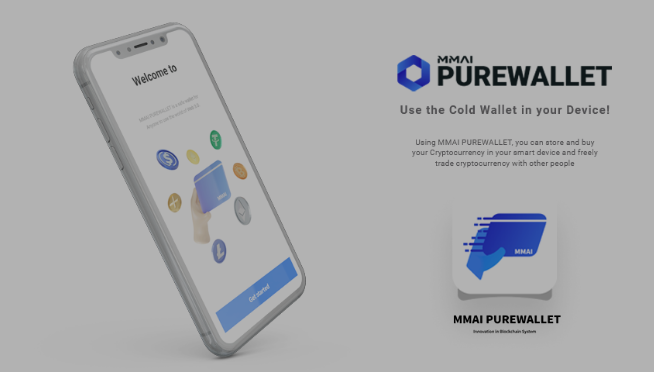 Welcome to
MMAI PUREWALLET
Use the Cold Wallet in your Device!
Using MMAI PUREWALLET, you can store and buy
your Cryptocurrency in your smart device and freely
trade cryptocurrency with other people
Get started
MMAI
MMAI PUREWALLET
Innovation in Blockchain System